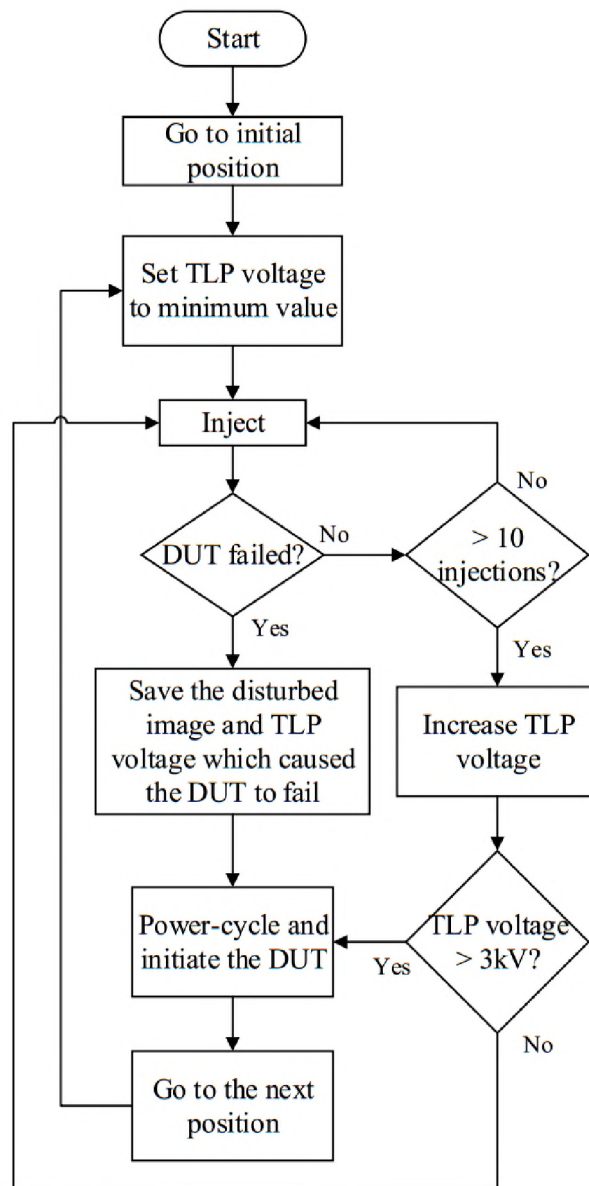 Start
Go to initial
position
Set TLP voltage
to minimum value
Inject
No
DUT failed?
No
> 10
injections?
Yes
Yes
Save the disturbed
image and TLP
voltage which caused
the DUT to fail
Increase TLP
voltage
Power-cycle and
initiate the DUT
TLP voltage
> 3kV?
Yes
No
Go to the next
position